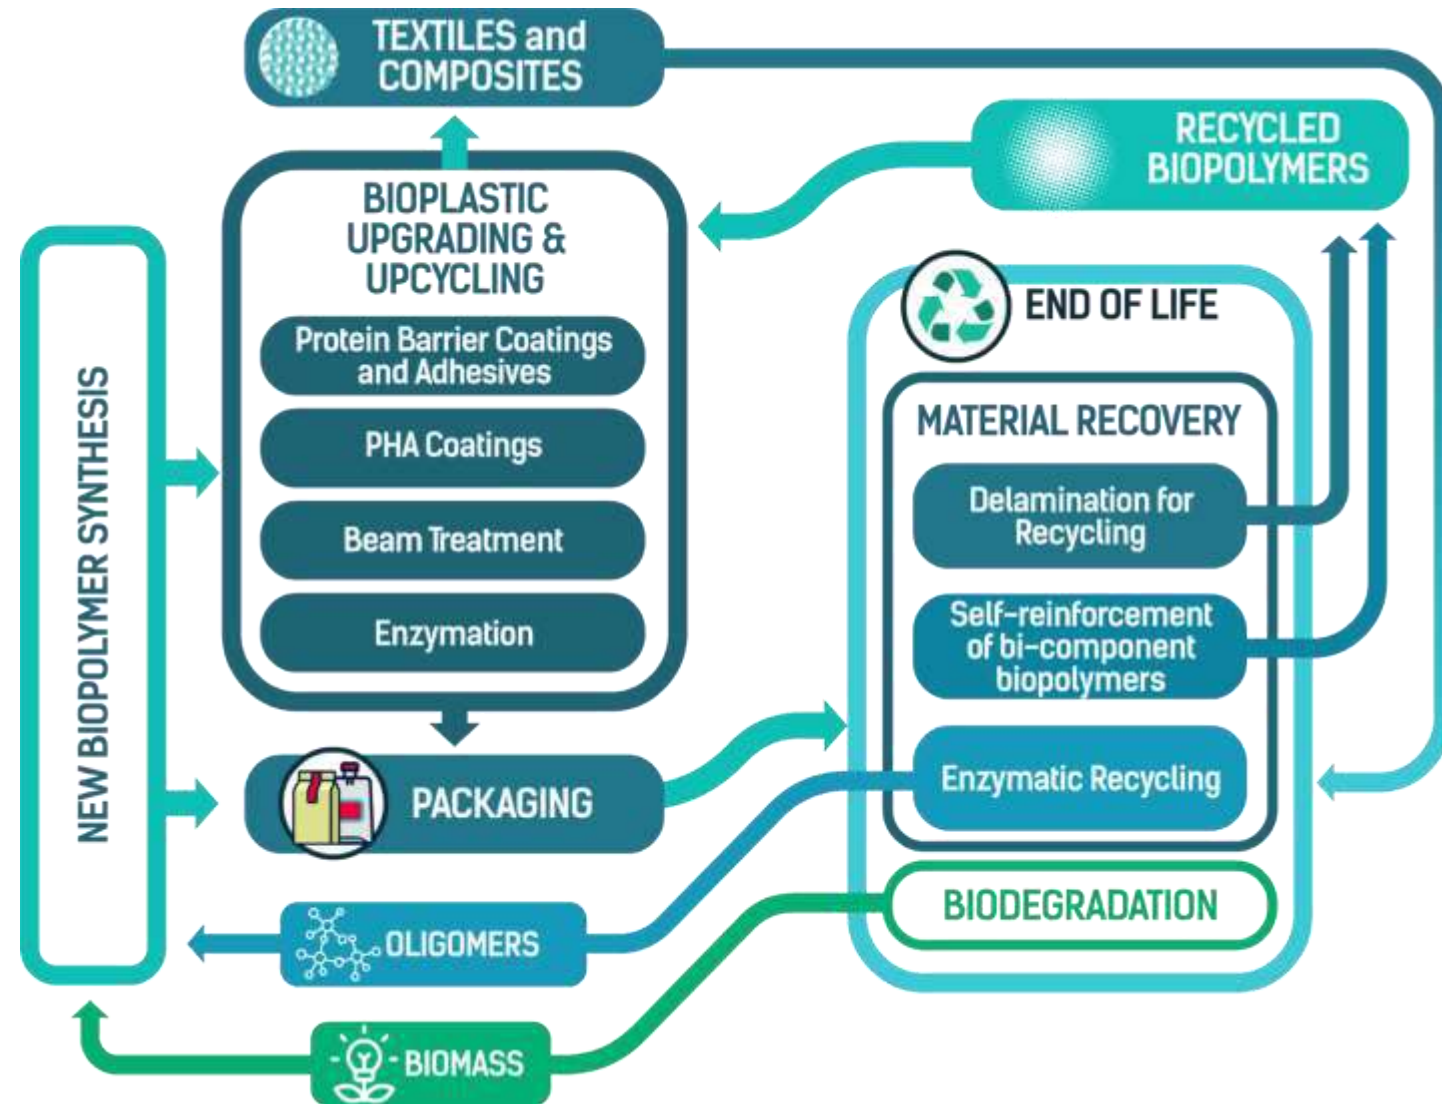 TEXTILES and
COMPOSITES
RECYCLED
BIOPOLYMERS
BIOPLASTIC
UPGRADING &
UPCYCLING
Protein Barrier Coatings
and Adhesives
PHA Coatings
Beam Treatment
Enzymation
NEW BIOPOLYMER SYNTHESIS
END OF LIFE
MATERIAL RECOVERY
Delamination for
Recycling
Self-reinforcement
of bi-component
biopolymers
Enzymatic Recycling
PACKAGING
BIODEGRADATION
OLIGOMERS
BIOMASS